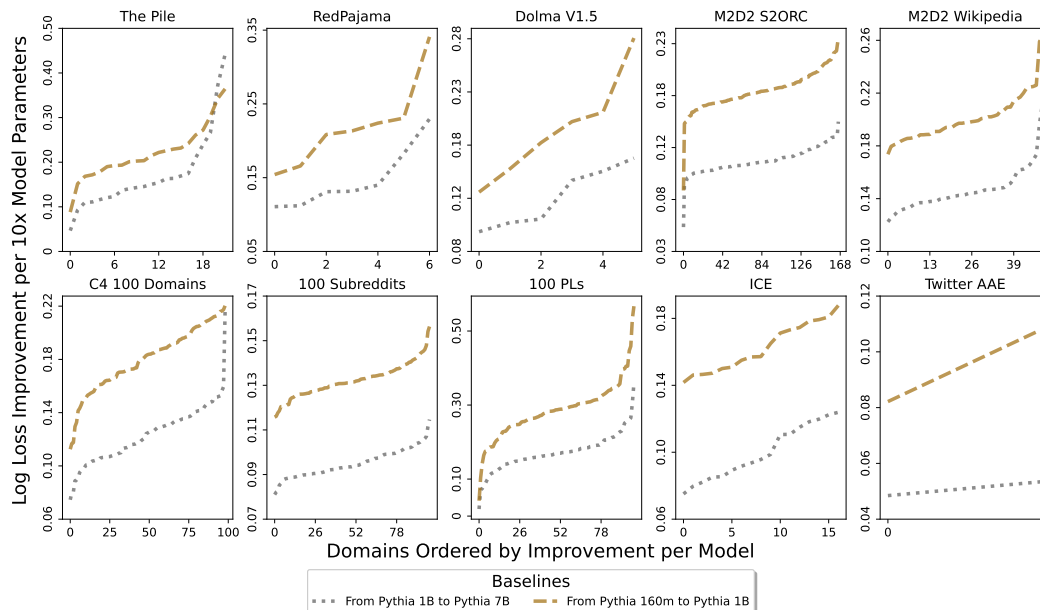 The Pile
RedPajama
Dolma V1.5
M2D2 S2ORC
M2D2 Wikipedia
Log Loss Improvement per 10x Model Parameters
0.50
0.40
0.30
0.20
0.10
0
0 6 12 18
0.35
0.25
0.15
0.05
0 2 4 6
0.28
0.23
0.18
0.12
0.08
0 2 4
0.23
0.18
0.12
0.08
0.03
0 42 84 126 168
0.26
0.22
0.18
0.14
0.10
0 13 26 39
C4 100 Domains
100 Subreddits
100 PLs
ICE
Twitter AAE
0.22
0.18
0.14
0.10
0.06
0 25 50 75 100
0.17
0.15
0.13
0.11
0.09
0.07
0 26 52 78
0.50
0.30
0.10
0
0 26 52 78
0.18
0.14
0.10
0.06
0 5 10 15
0.12
0.10
0.08
0.06
0.04
0
Domains Ordered by Improvement per Model
Baselines
From Pythia 1B to Pythia 7B
From Pythia 160m to Pythia 1B